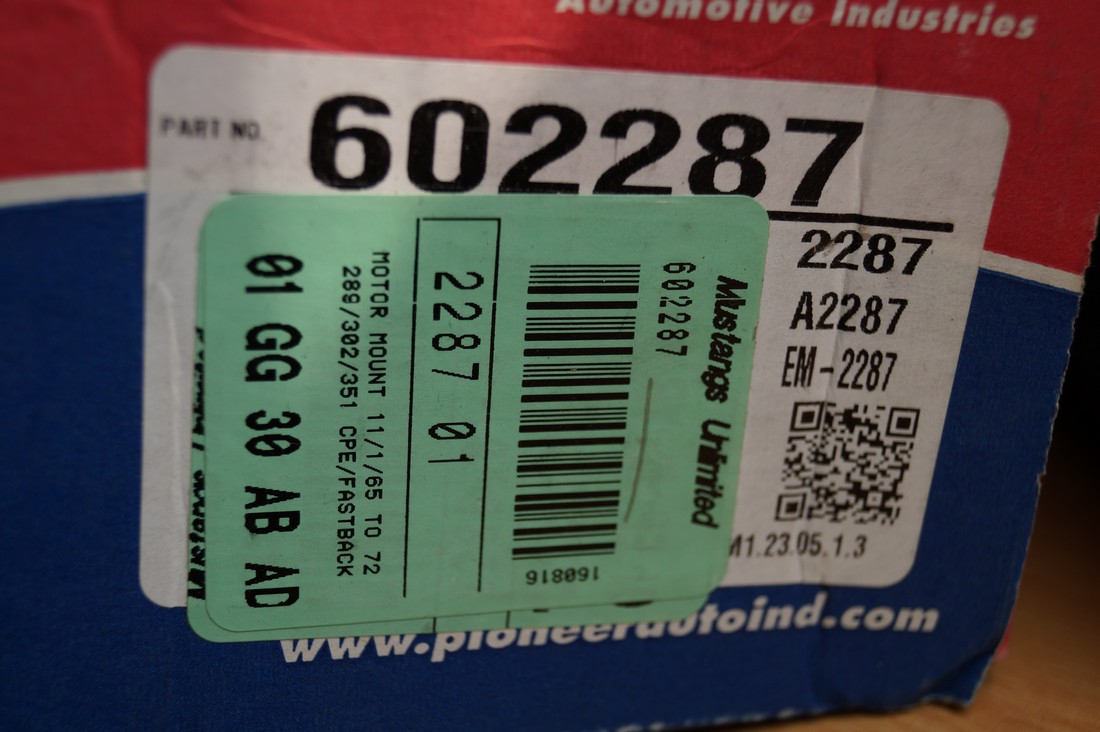 Automotive Industries
PART NO.
602287
2287
A2287
EM-2287
M1.23.05.1.3
Mustangs Unlimited
602287
160816
2287 01
MOTOR MOUNT 11/1/65 TO 72
289/302/351 CPE/FASTBACK
01 GG 30 AB AD
www.pioneerautoind.com